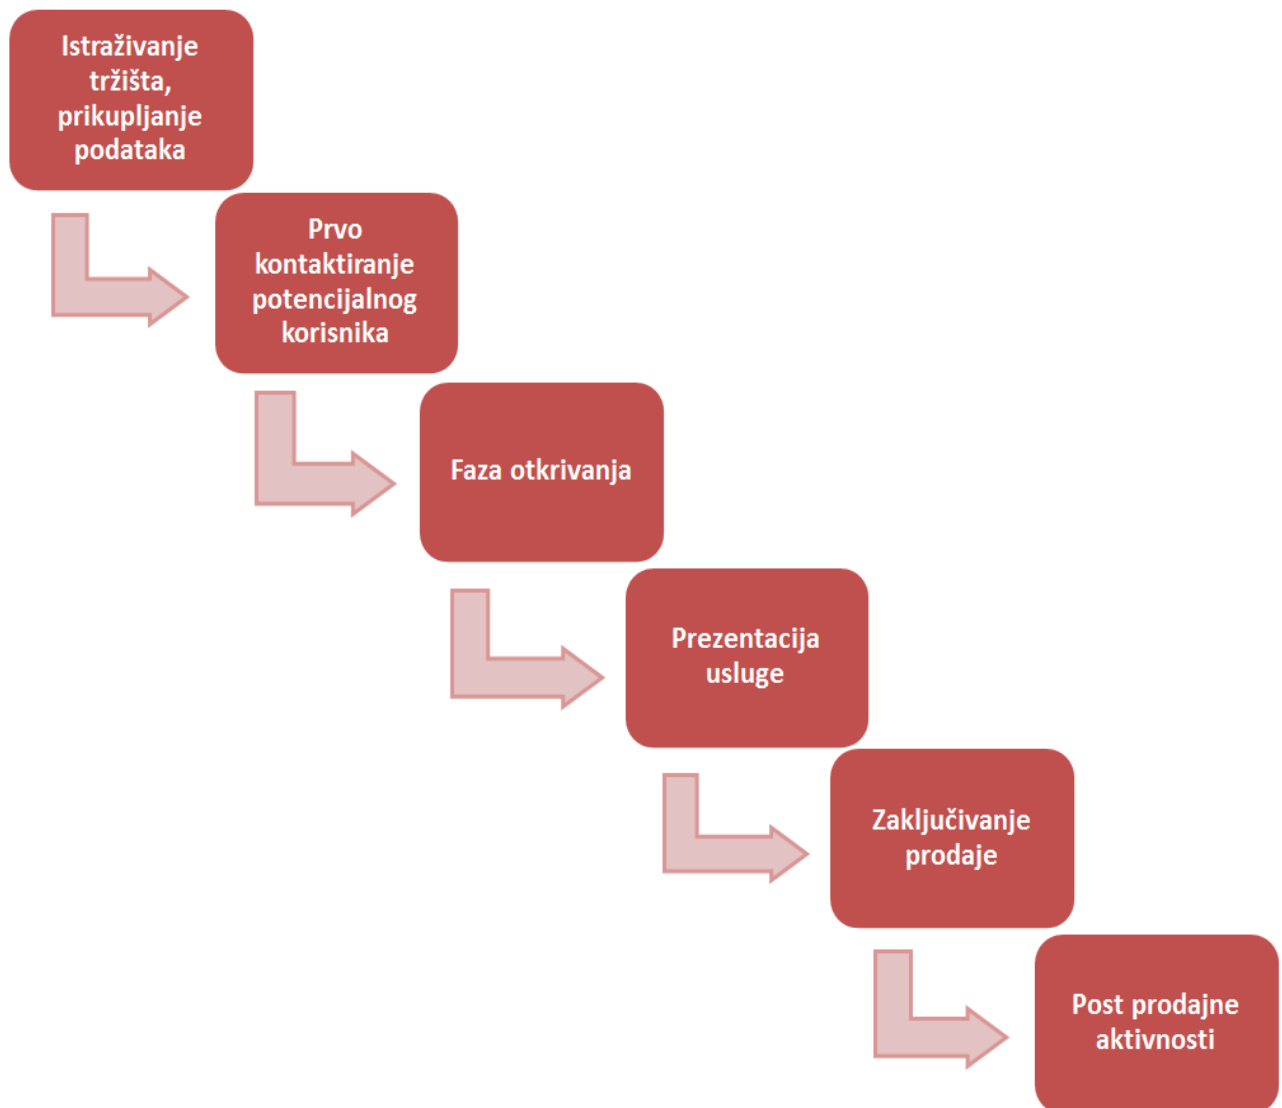 Istraživanje
tržišta,
prikupljanje
podataka
Prvo
kontaktiranje
potencijalnog
korisnika
Faza otkrivanja
Prezentacija
usluge
Zaključivanje
prodaje
Post prodajne
aktivnosti